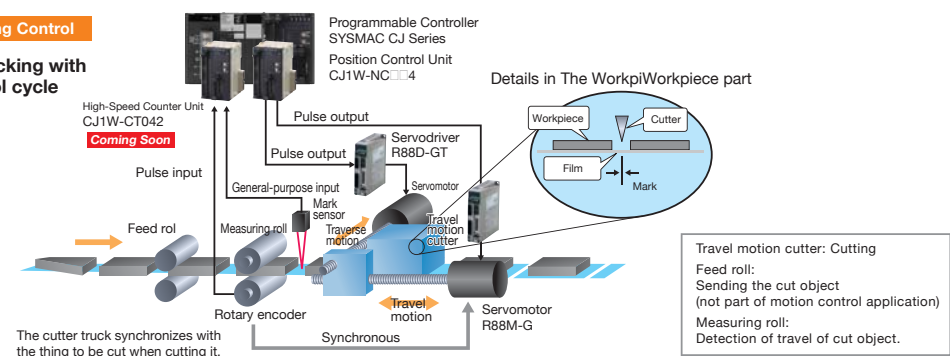 ng Control
cking with
ol cycle
Programmable Controller
SYSMAC CJ Series
Position Control Unit
CJ1W-NC□□4
High-Speed Counter Unit
CJ1W-CT042
Coming Soon
Pulse output
Pulse output
Servodriver
R88D-GT
Pulse input
General-purpose input
Mark
sensor
Servomotor
Feed rol
Measuring roll
Traverse
motion
Travel
motion
cutter
Rotary encoder
Travel
motion
Servomotor
R88M-G
Synchronous
The cutter truck synchronizes with
the thing to be cut when cutting it.
Details in The WorkpiWorkpiece part
Workpiece
Cutter
Film
Mark
Travel motion cutter: Cutting
Feed roll:
Sending the cut object
(not part of motion control application)
Measuring roll:
Detection of travel of cut object.